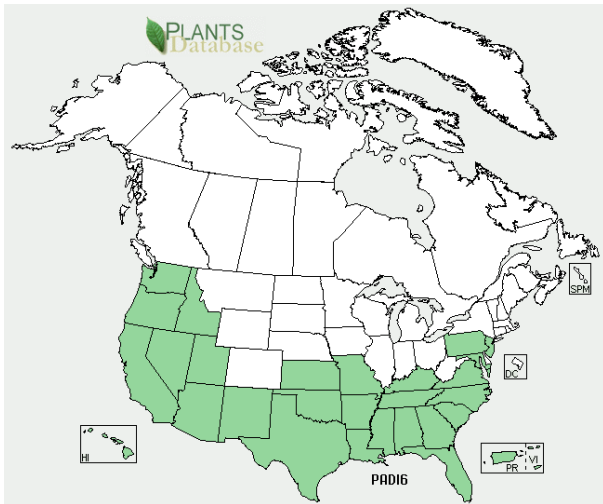 PLANTS
Database
SPM
DC
HI
PR
VI
PADI6